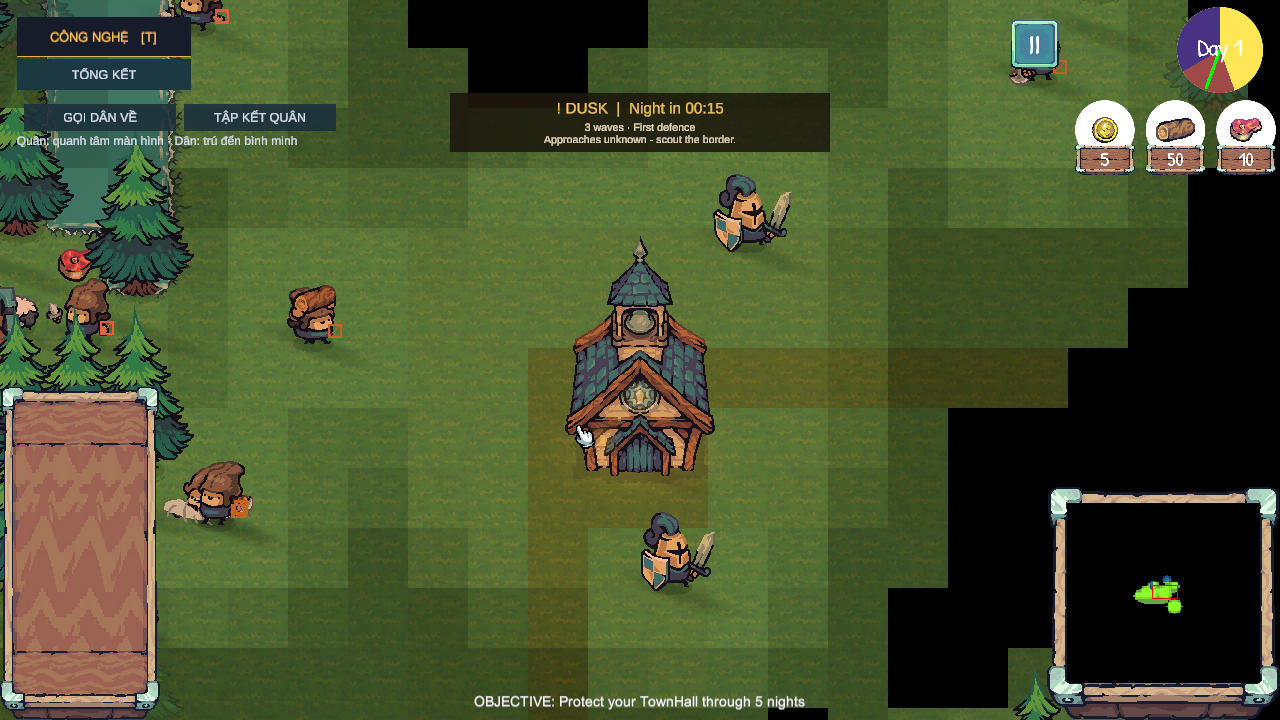 CÔNG NGHỆ [T]
TỔNG KẾT
GỌI DÂN VỀ
TẬP KẾT QUÂN
Quân: quanh tâm màn hình · Dân: trú đến bình minh
! DUSK | Night in 00:15
3 waves · First defence
Approaches unknown - scout the border.
Day 1
5
50
10
OBJECTIVE: Protect your TownHall through 5 nights